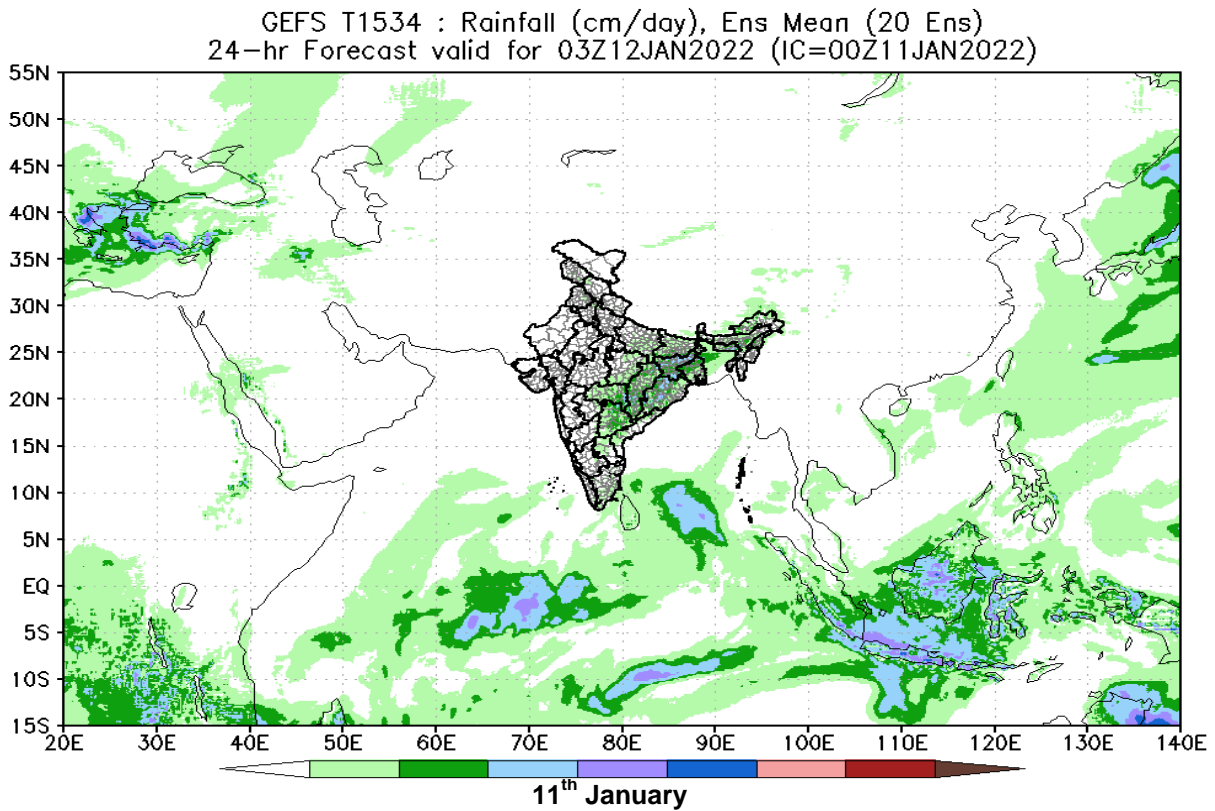 GEFS T1534 : Rainfall (cm/day), Ens Mean (20 Ens)
24-hr Forecast valid for 03Z12JAN2022 (IC=00Z11JAN2022)
55N
50N
45N
40N
35N
30N
25N
20N
15N
10N
5N
EQ
5S
10S
15S
20E 30E 40E 50E 60E 70E 80E 90E 100E 110E 120E 130E 140E
11th January